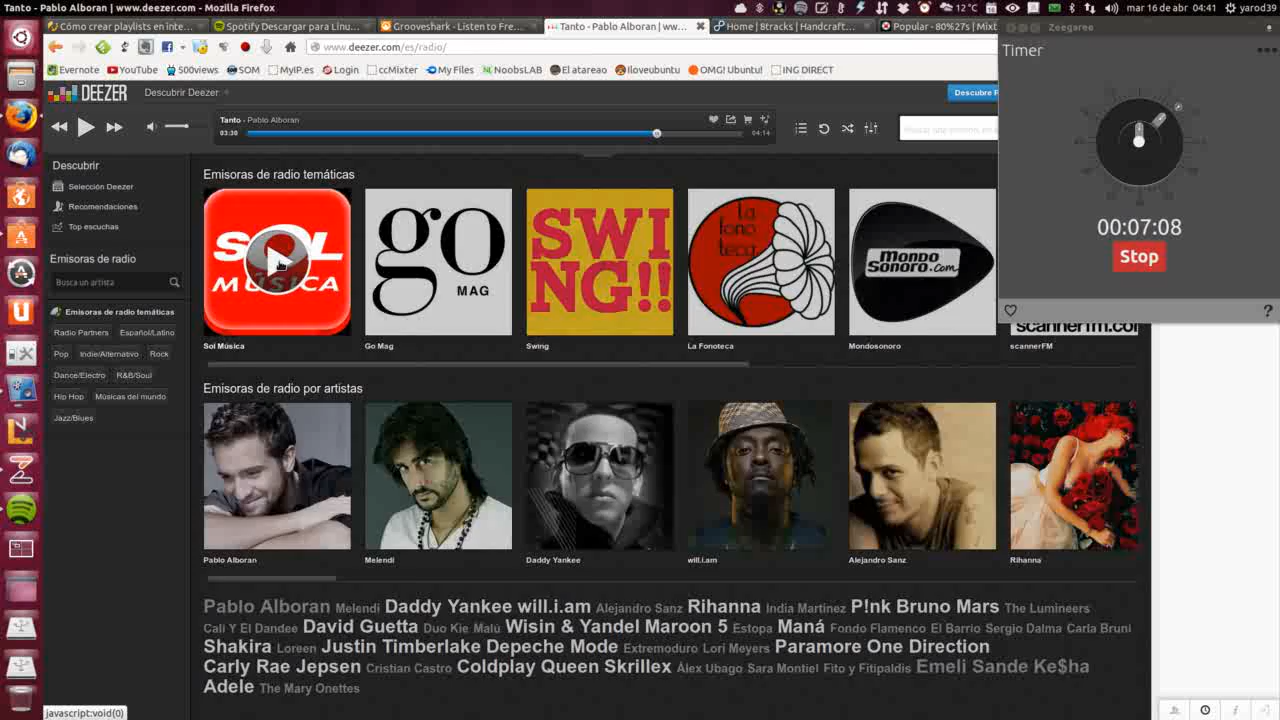 Tanto - Pablo Alboran | www.deezer.com - Mozilla Firefox
12 °C
mar 16 de abr
04:41
yarod39
Cómo crear playlists en inte...
Spotify Descargar para Linu...
Grooveshark - Listen to Fre...
Tanto - Pablo Alboran | ww...
Home | 8tracks | Handcraft...
Popular - 80%27s | Mixt
www.deezer.com/es/radio/
Evernote
YouTube
500views
SOM
MyIP.es
Login
ccMixter
My Files
NoobsLAB
El atareao
Iloveubuntu
OMG! Ubuntu!
ING DIRECT
DEEZER
Descubrir Deezer
Descubre P
Tanto - Pablo Alboran
03:30
04:14
Descubrir
Selección Deezer
Recomendaciones
Top escuchas
Emisoras de radio
Busca un artista
Emisoras de radio temáticas
Radio Partners
Español/Latino
Pop
Indie/Alternativo
Rock
Dance/Electro
R&B/Soul
Hip Hop
Músicas del mundo
Jazz/Blues
Emisoras de radio temáticas
SOL
MÚSICA
go
MAG
SWI
NG!!
la
fono
teca
MONDO
SONORO.COM
scannerFM.com
Sol Música
Go Mag
Swing
La Fonoteca
Mondosonoro
scannerFM
Emisoras de radio por artistas
Pablo Alboran
Melendi
Daddy Yankee
will.i.am
Alejandro Sanz
Rihanna
Pablo Alboran Melendi Daddy Yankee will.i.am Alejandro Sanz Rihanna India Martinez P!nk Bruno Mars The Lumineers
Cali Y El Dandee David Guetta Duo Kie Malú Wisin & Yandel Maroon 5 Estopa Maná Fondo Flamenco El Barrio Sergio Dalma Carla Bruni
Shakira Loreen Justin Timberlake Depeche Mode Extremoduro Lori Meyers Paramore One Direction
Carly Rae Jepsen Cristian Castro Coldplay Queen Skrillex Álex Ubago Sara Montiel Fito y Fitipaldis Emeli Sande Ke$ha
Adele The Mary Onettes
Zeegaree
Timer
00:07:08
Stop
?
javascript:void(0)